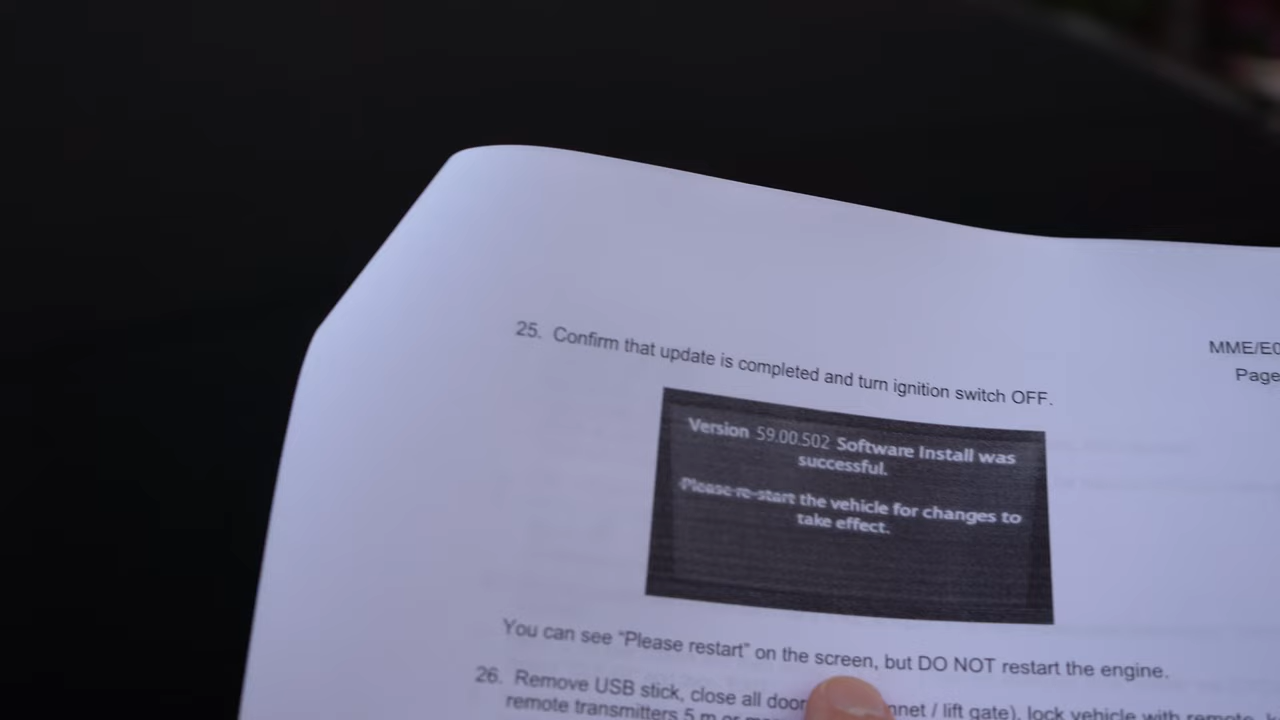 MME/E0
Page
25. Confirm that update is completed and turn ignition switch OFF.
Version 59.00.502 Software Install was
successful.
Please re-start the vehicle for changes to
take effect.
You can see “Please restart” on the screen, but DO NOT restart the engine.
26. Remove USB stick, close all door nnet / lift gate), lock vehicle with remote,
remote transmitters 5 m or